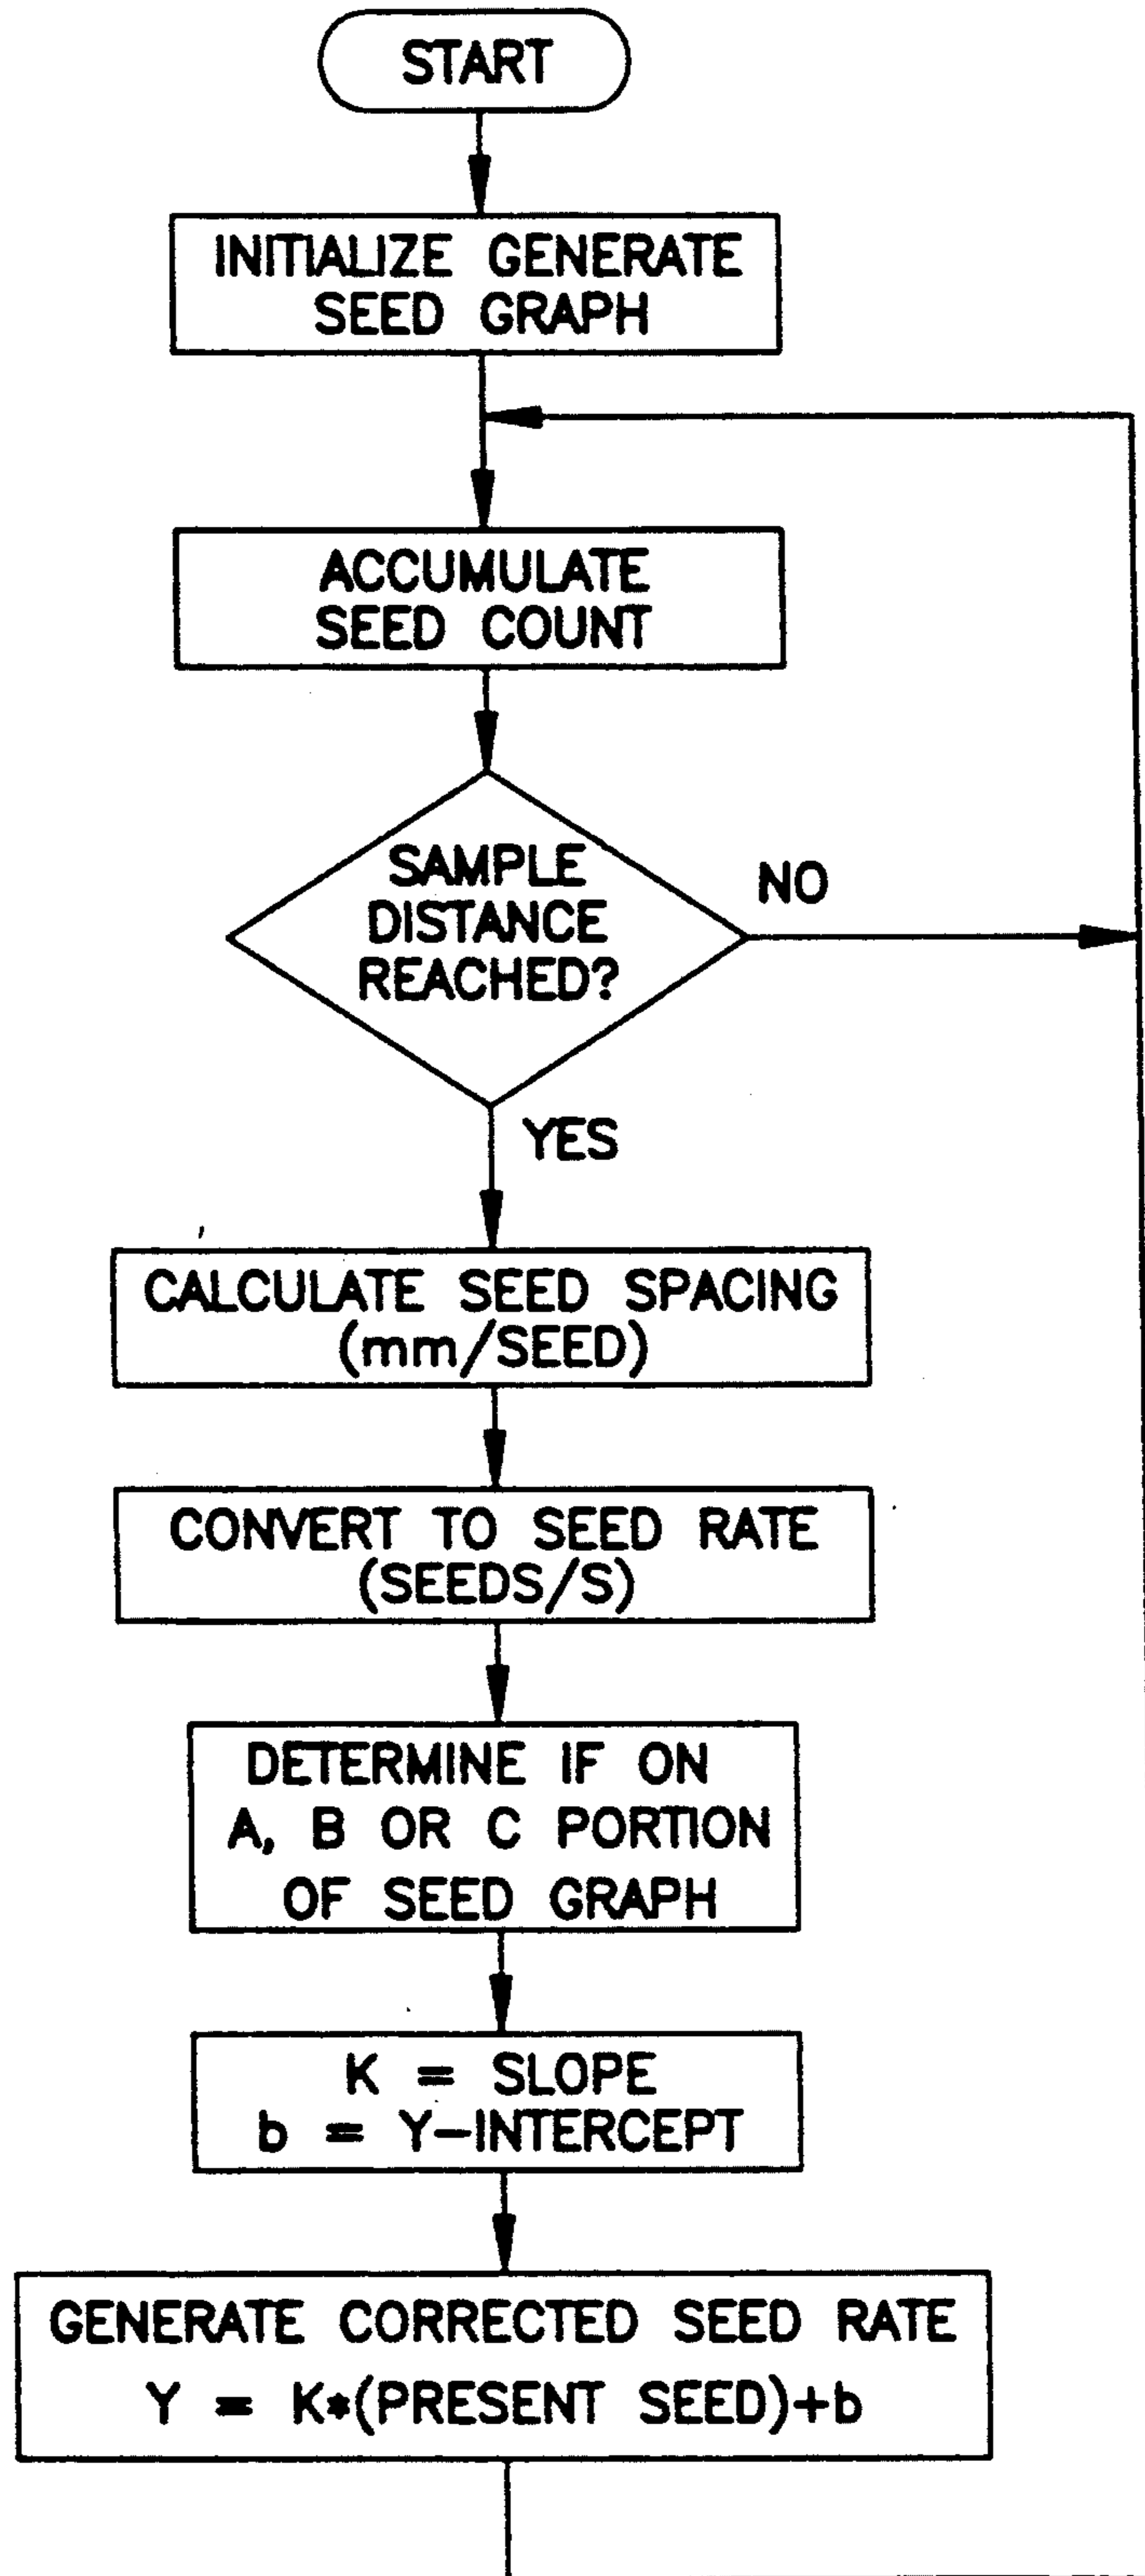 START
INITIALIZE GENERATE
SEED GRAPH
ACCUMULATE
SEED COUNT
SAMPLE
DISTANCE
REACHED?
NO
YES
CALCULATE SEED SPACING
(mm/SEED)
CONVERT TO SEED RATE
(SEEDS/S)
DETERMINE IF ON
A, B OR C PORTION
OF SEED GRAPH
K = SLOPE
b = Y-INTERCEPT
GENERATE CORRECTED SEED RATE
Y = K*(PRESENT SEED)+b